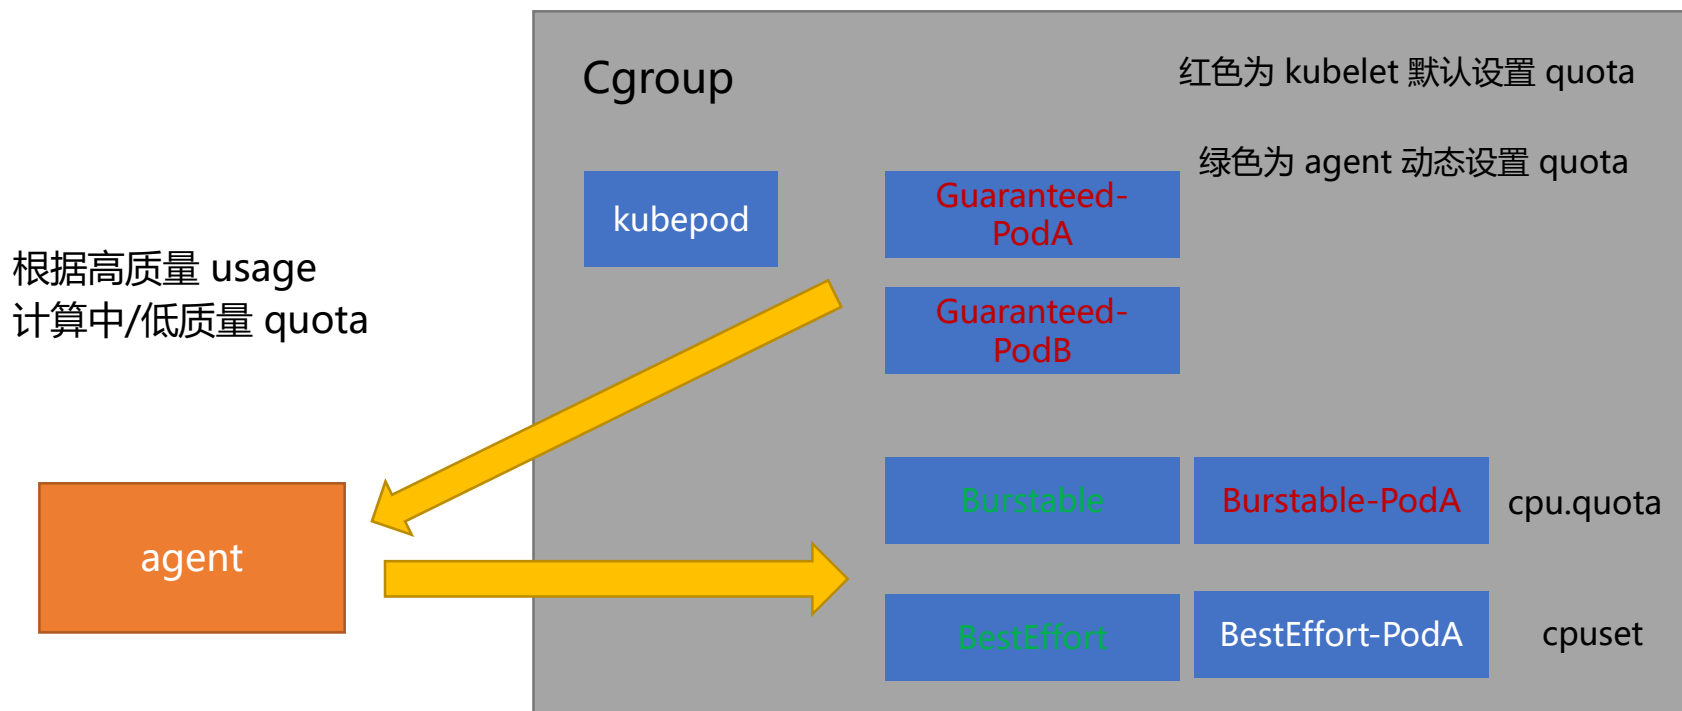 Cgroup
红色为 kubelet 默认设置 quota
绿色为 agent 动态设置 quota
kubepod
Guaranteed-
PodA
根据高质量 usage
计算中/低质量 quota
Guaranteed-
PodB
Burstable
Burstable-PodA
cpu.quota
agent
BestEffort
BestEffort-PodA
cpuset